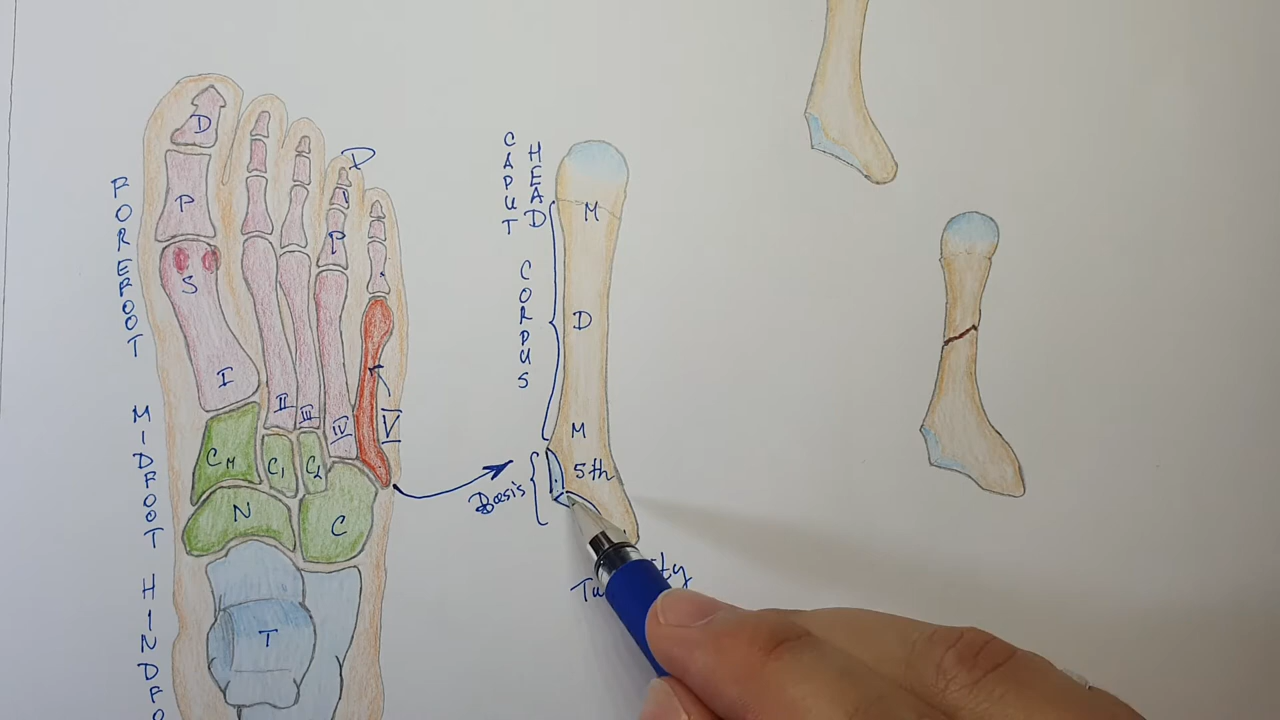 FOREFOOT
MIDFOOT
HINDFO
D
P
S
I
D
P
II
III
IV
V
CM
C1
C2
N
C
T
CAPUT
HEAD
CORPUS
M
D
M
5th
Basis